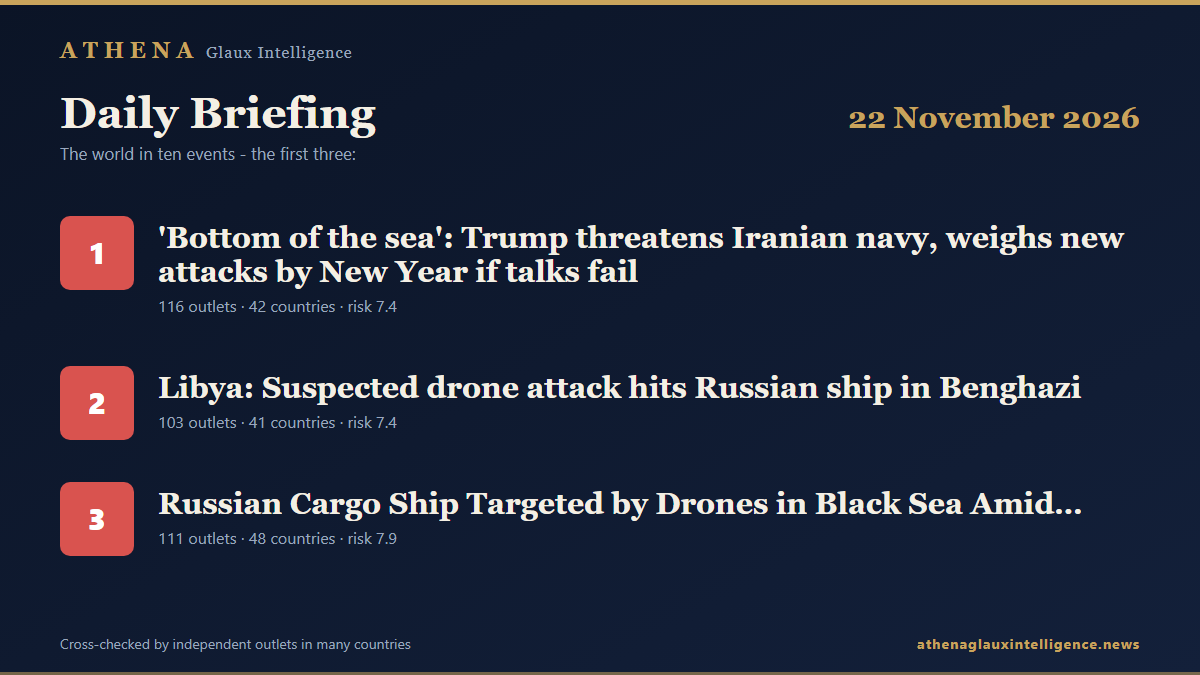 ATHENA Glaux Intelligence
Daily Briefing
22 November 2026
The world in ten events - the first three:
1
'Bottom of the sea': Trump threatens Iranian navy, weighs new
attacks by New Year if talks fail
116 outlets · 42 countries · risk 7.4
2
Libya: Suspected drone attack hits Russian ship in Benghazi
103 outlets · 41 countries · risk 7.4
3
Russian Cargo Ship Targeted by Drones in Black Sea Amid...
111 outlets · 48 countries · risk 7.9
Cross-checked by independent outlets in many countries
athenaglauxintelligence.news